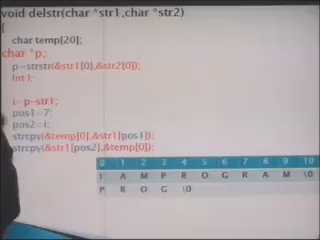 void delstr(char *str1,char *str2)
{
char temp[20];
char *p;
p=strstr(&str1[0],&str2[0]);
int i;
i=p-str1;
pos1=7;
pos2=i;
strcpy(&temp[0],&str1[pos1]);
strcpy(&str1[pos2],&temp[0]);
0 1 2 3 4 5 6 7 8 9 10
I A M P R O G R A M \0
P R O G \0